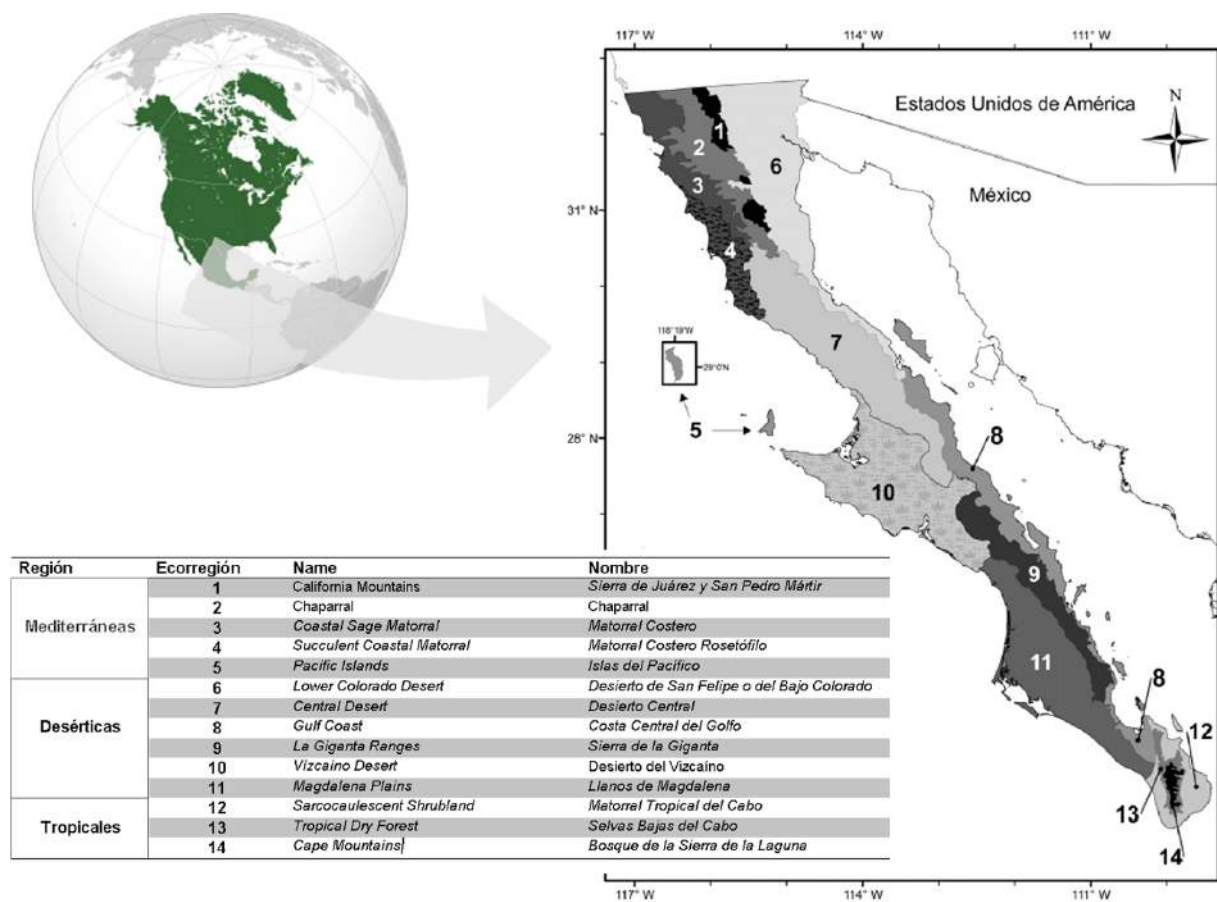 117° W 114° W 111° W
Estados Unidos de América
N
México
31° N
1
2
3
6
4
7
118°19'W
29°0'N
5
8
28° N
10
9
11
8
12
13
14
117° W 114° W 111° W
Región Ecorregión Name Nombre
Mediterráneas
1 California Mountains Sierra de Juárez y San Pedro Mártir
2 Chaparral Chaparral
3 Coastal Sage Matorral Matorral Costero
4 Succulent Coastal Matorral Matorral Costero Rosetófilo
5 Pacific Islands Islas del Pacífico
Desérticas
6 Lower Colorado Desert Desierto de San Felipe o del Bajo Colorado
7 Central Desert Desierto Central
8 Gulf Coast Costa Central del Golfo
9 La Giganta Ranges Sierra de la Giganta
10 Vizcaino Desert Desierto del Vizcaíno
11 Magdalena Plains Llanos de Magdalena
Tropicales
12 Sarcocaulescent Shrubland Matorral Tropical del Cabo
13 Tropical Dry Forest Selvas Bajas del Cabo
14 Cape Mountains Bosque de la Sierra de la Laguna